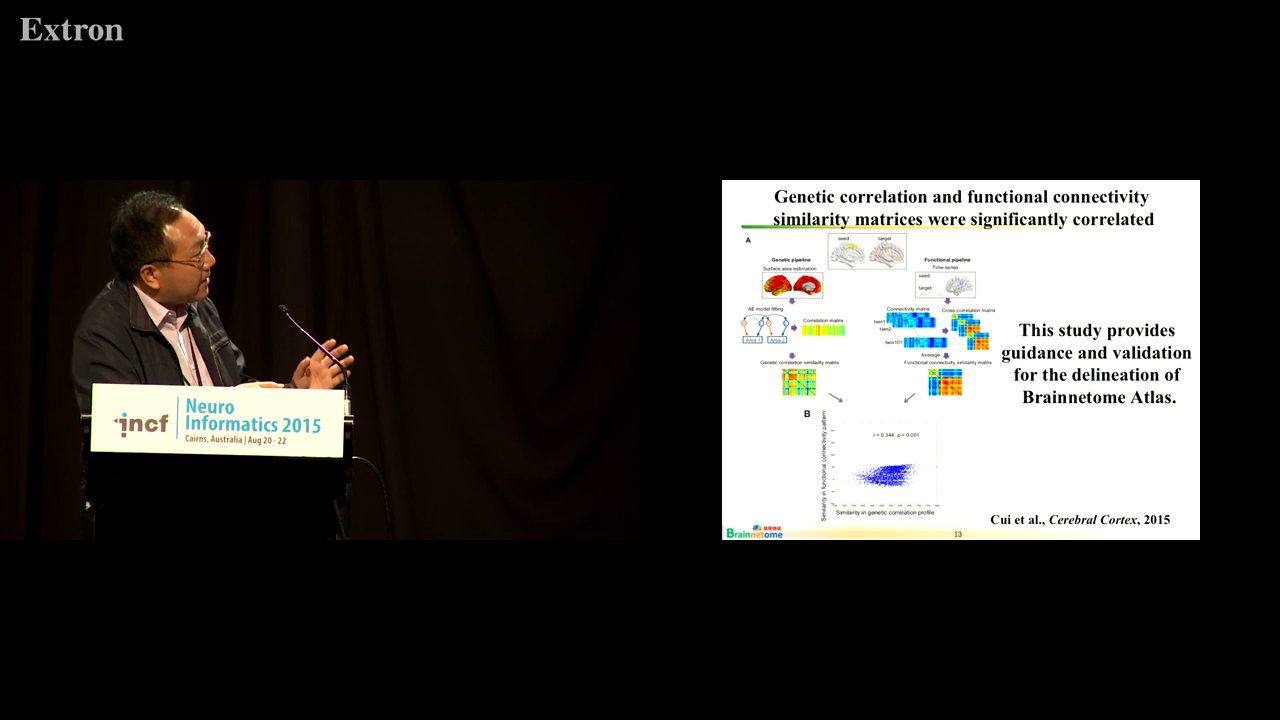 Extron
incf
Neuro
Informatics 2015
Cairns, Australia | Aug 20 - 22
Genetic correlation and functional connectivity
similarity matrices were significantly correlated
A
seed
target
Genetic pipeline
Surface area estimation
AE model fitting
Correlation matrix
Area 1
Area 2
Genetic correlation similarity matrix
Functional pipeline
Time series
seed
target
Connectivity matrix
Cross-correlation matrix
twin1
twin2
twin101
Average
Functional connectivity similarity matrix
B
Similarity in functional connectivity pattern
r = 0.344, p < 0.001
Similarity in genetic correlation profile
This study provides
guidance and validation
for the delineation of
Brainnetome Atlas.
Cui et al., Cerebral Cortex, 2015
Brainnetome
13